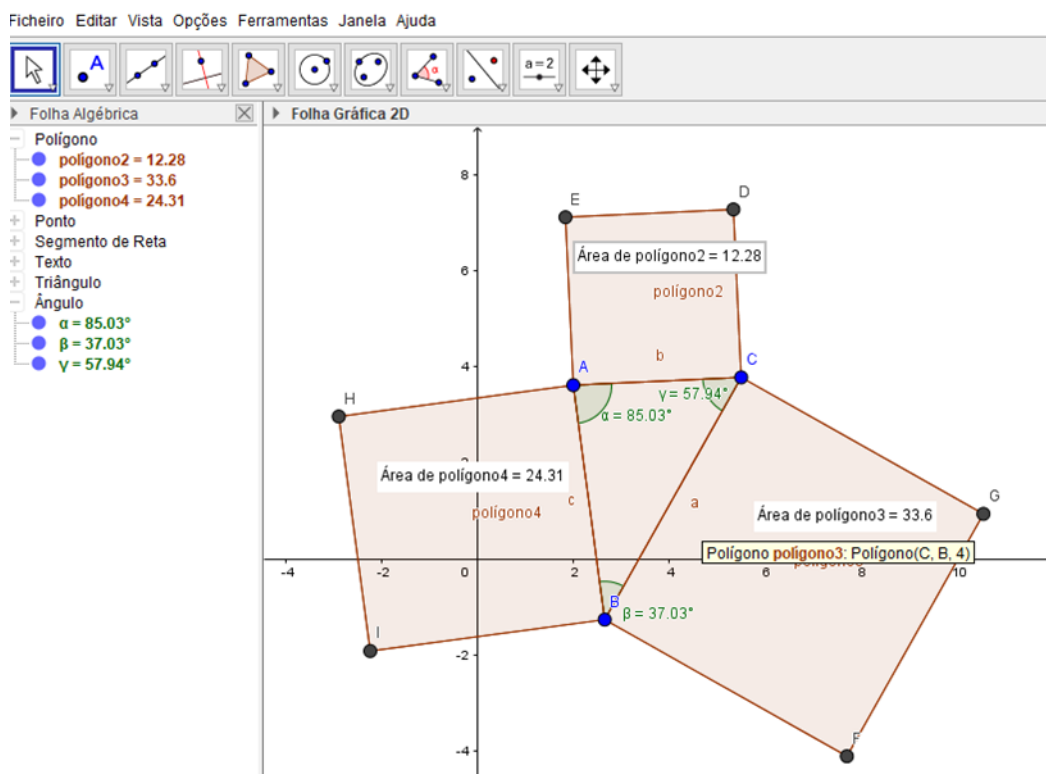 Ficheiro Editar Vista Opções Ferramentas Janela Ajuda
A
α
a = 2
Folha Algébrica
Folha Gráfica 2D
Polígono
polígono2 = 12.28
polígono3 = 33.6
polígono4 = 24.31
Ponto
Segmento de Reta
Texto
Triângulo
Ângulo
α = 85.03°
β = 37.03°
γ = 57.94°
8
E
D
Área de polígono2 = 12.28
6
polígono2
4
A
b
C
γ = 57.94°
H
α = 85.03°
2
Área de polígono4 = 24.31
c
a
G
polígono4
Área de polígono3 = 33.6
Polígono polígono3: Polígono(C, B, 4)
-4
-2
0
2
4
6
8
10
B
β = 37.03°
I
-2
-4
F